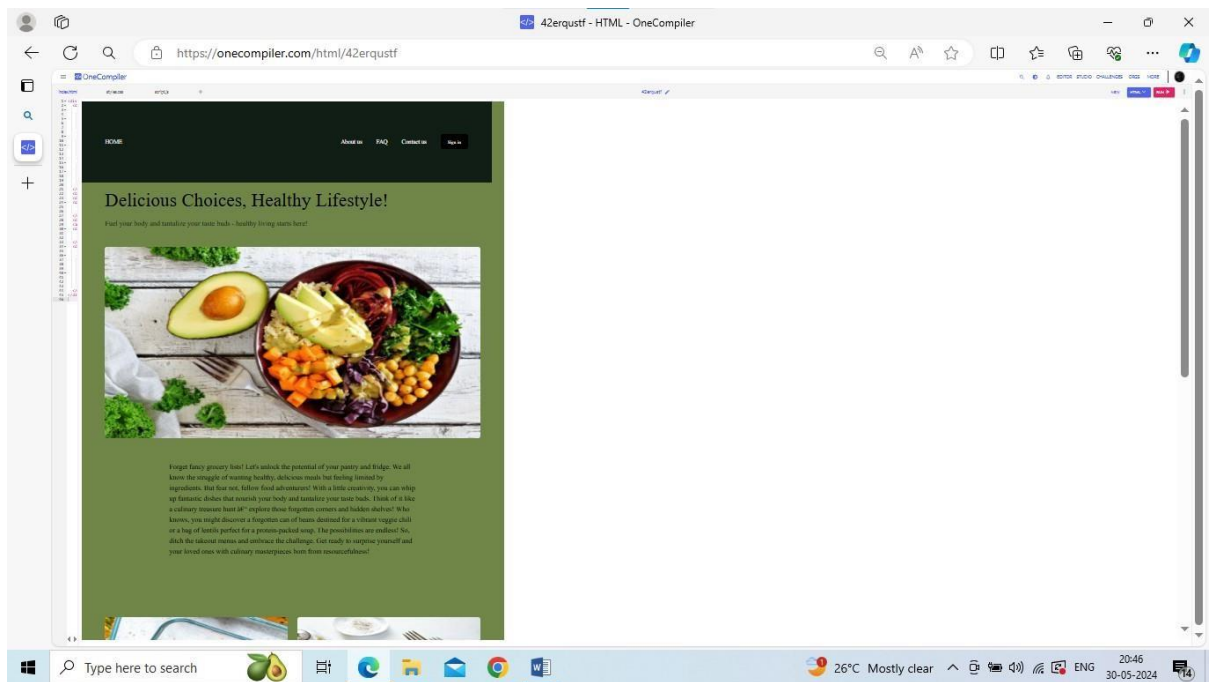 42erqustf - HTML - OneCompiler
https://onecompiler.com/html/42erqustf
OneCompiler
EDITOR STUDIO CHALLENGES ORGS MORE
42erqustf
HOME
About us FAQ Contact us Sign in
Delicious Choices, Healthy Lifestyle!
Fuel your body and tantalize your taste buds - healthy living starts here!
Forget fancy grocery lists! Let's unlock the potential of your pantry and fridge. We all
know the struggle of wanting healthy, delicious meals but feeling limited by
ingredients. But fear not, fellow food adventurers! With a little creativity, you can whip
up fantastic dishes that nourish your body and tantalize your taste buds. Think of it like
a culinary treasure hunt explore those forgotten corners and hidden shelves! Who
knows, you might discover a forgotten can of beans destined for a vibrant veggie chili
or a bag of lentils perfect for a protein-packed soup. The possibilities are endless! So,
ditch the takeout menus and embrace the challenge. Get ready to surprise yourself and
your loved ones with culinary masterpieces born from resourcefulness!
Type here to search
26°C Mostly clear
ENG
20:46
30-05-2024
14